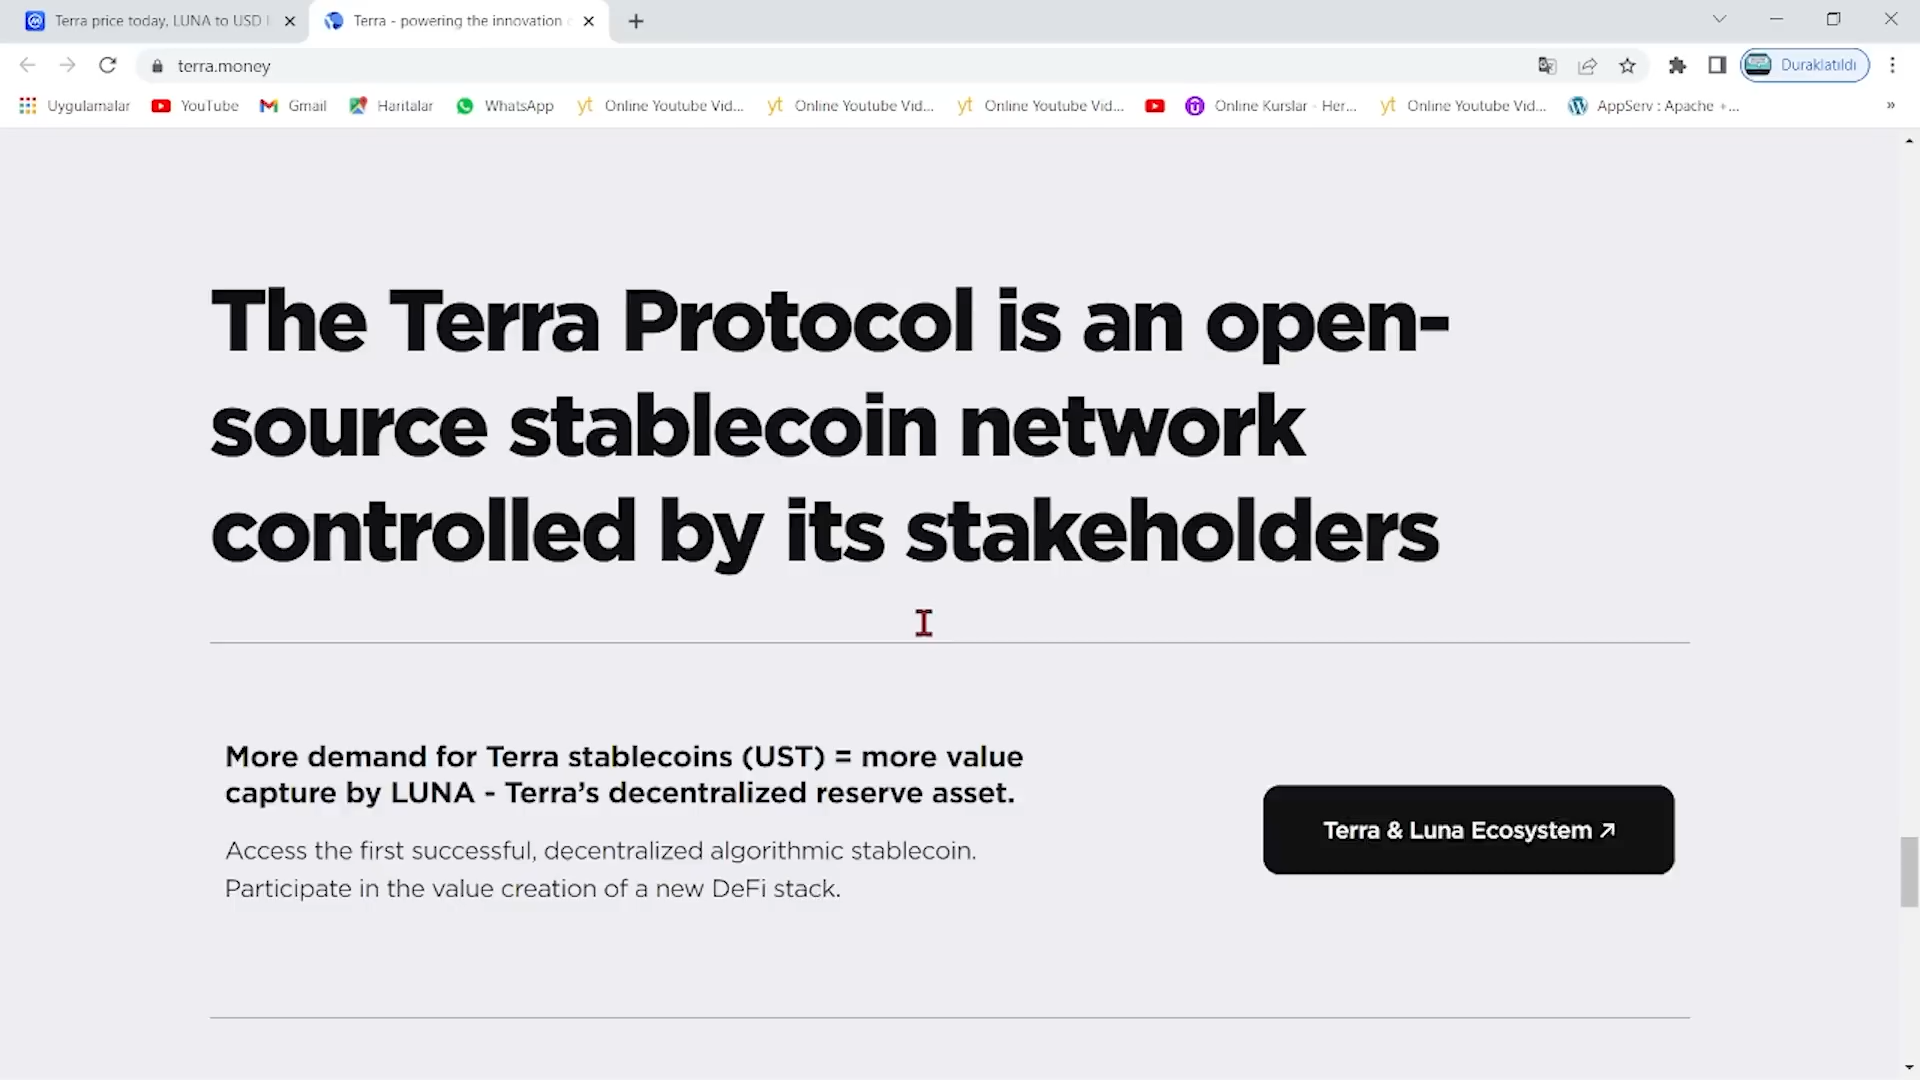 Terra price today, LUNA to USD
Terra - powering the innovation
terra.money
Duraklatıldı
Uygulamalar
YouTube
Gmail
Haritalar
WhatsApp
yt Online Youtube Vid...
yt Online Youtube Vid...
yt Online Youtube Vid...
Online Kurslar - Her...
yt Online Youtube Vid...
AppServ : Apache +...
»
The Terra Protocol is an open-
source stablecoin network
controlled by its stakeholders
More demand for Terra stablecoins (UST) = more value
capture by LUNA - Terra’s decentralized reserve asset.
Access the first successful, decentralized algorithmic stablecoin.
Participate in the value creation of a new DeFi stack.
Terra & Luna Ecosystem ↗